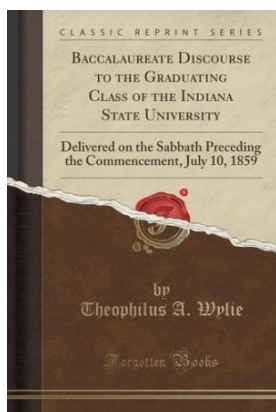 CLASSIC REPRINT SERIES
BACCALAUREATE DISCOURSE
TO THE GRADUATING
CLASS OF THE INDIANA
STATE UNIVERSITY
Delivered on the Sabbath Preceding
the Commencement, July 10, 1859
by
Theophilus A. Wylie
Forgotten Books